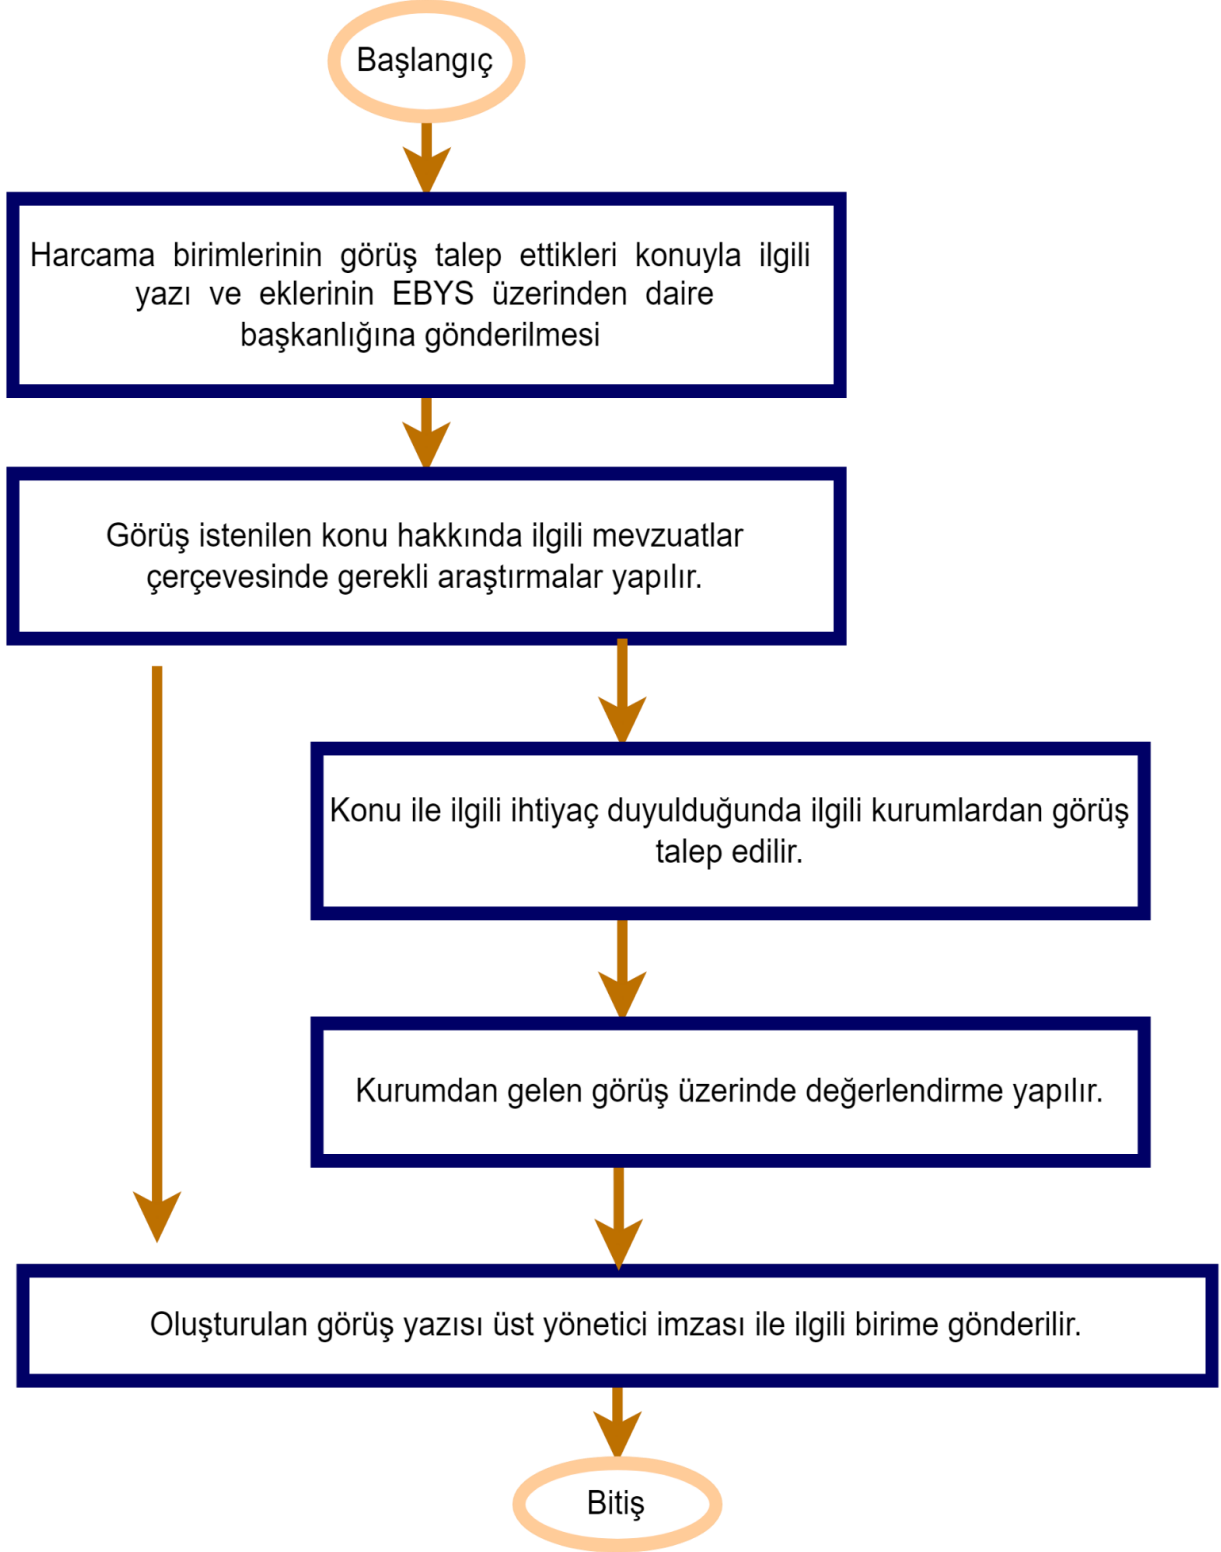 Başlangıç
Harcama birimlerinin görüş talep ettikleri konuyla ilgili
yazı ve eklerinin EBYS üzerinden daire
başkanlığına gönderilmesi
Görüş istenilen konu hakkında ilgili mevzuatlar
çerçevesinde gerekli araştırmalar yapılır.
Konu ile ilgili ihtiyaç duyulduğunda ilgili kurumlardan görüş
talep edilir.
Kurumdan gelen görüş üzerinde değerlendirme yapılır.
Oluşturulan görüş yazısı üst yönetici imzası ile ilgili birime gönderilir.
Bitiş